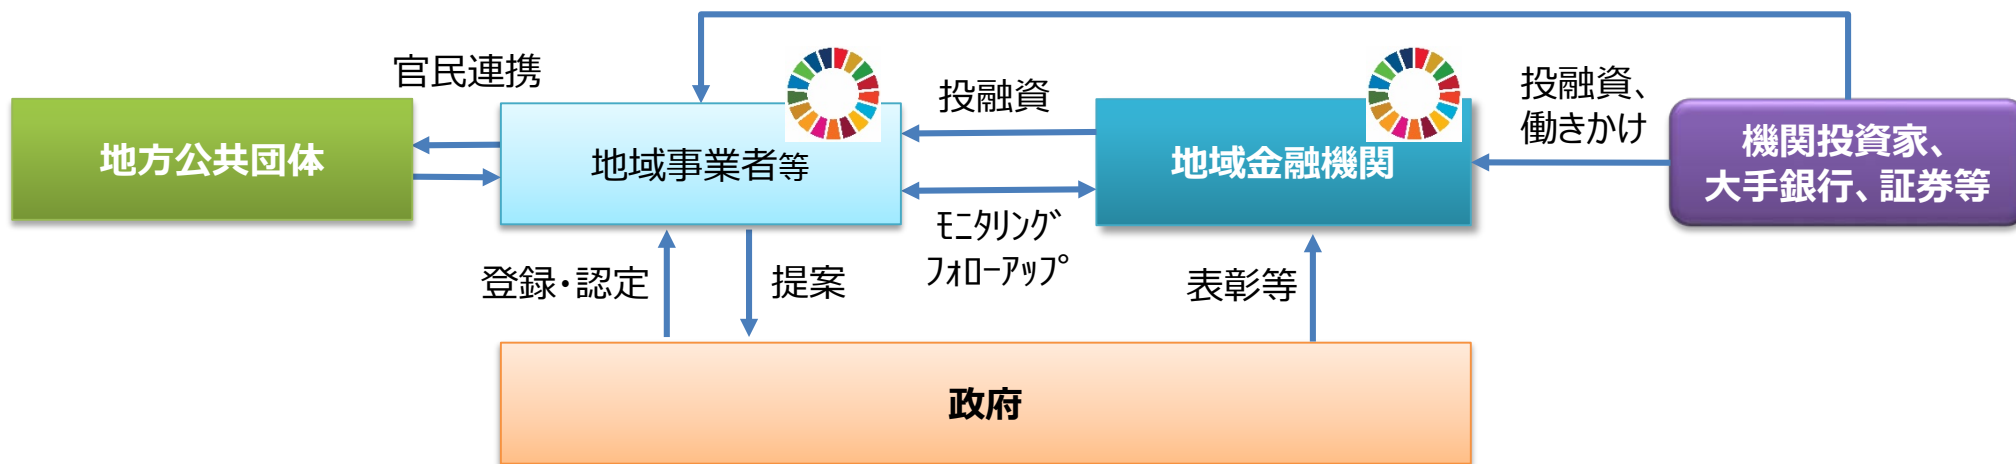 官民連携
地方公共団体
地域事業者等
投融資
ﾓﾆﾀﾘﾝｸﾞ
ﾌｫﾛｰｱｯﾌﾟ
地域金融機関
投融資、
働きかけ
機関投資家、
大手銀行、証券等
登録・認定
提案
表彰等
政府